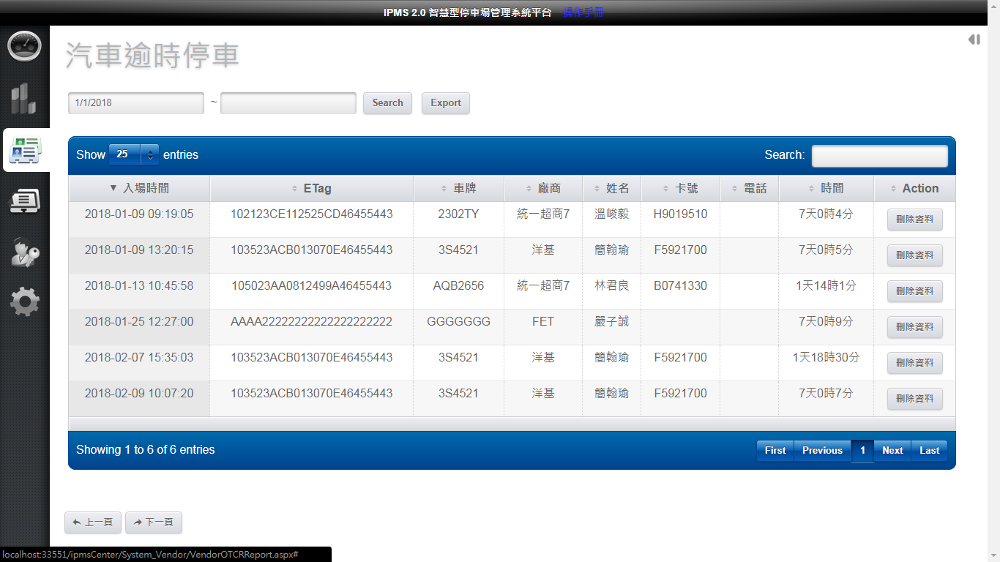 IPMS 2.0 智慧型停車場管理系統平台 操作手冊
汽車逾時停車
1/1/2018 ~ Search Export
Show 25 entries Search:
入場時間 ETag 車牌 廠商 姓名 卡號 電話 時間 Action
2018-01-09 09:19:05 102123CE112525CD46455443 2302TY 統一超商7 溫峻毅 H9019510 7天0時4分 刪除資料
2018-01-09 13:20:15 103523ACB013070E46455443 3S4521 洋基 簡翰瑜 F5921700 7天0時5分 刪除資料
2018-01-13 10:45:58 105023AA0812499A46455443 AQB2656 統一超商7 林君良 B0741330 1天14時1分 刪除資料
2018-01-25 12:27:00 AAAA22222222222222222222 GGGGGGG FET 嚴子誠 7天0時9分 刪除資料
2018-02-07 15:35:03 103523ACB013070E46455443 3S4521 洋基 簡翰瑜 F5921700 1天18時30分 刪除資料
2018-02-09 10:07:20 103523ACB013070E46455443 3S4521 洋基 簡翰瑜 F5921700 7天0時7分 刪除資料
Showing 1 to 6 of 6 entries First Previous 1 Next Last
上一頁 下一頁
localhost:33551/ipmsCenter/System_Vendor/VendorOTCRReport.aspx#